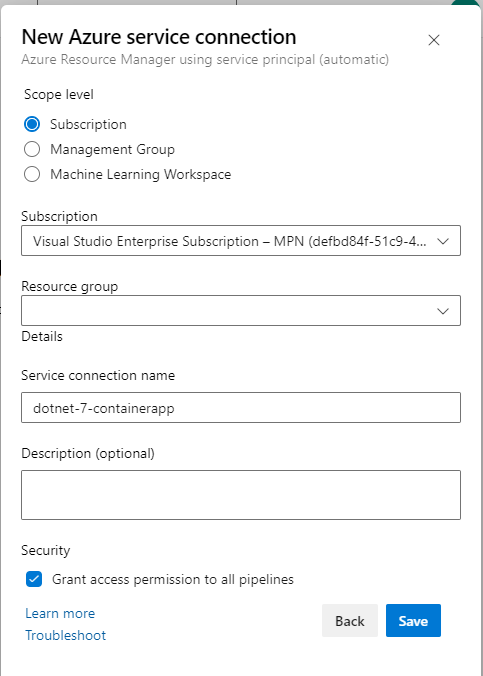 New Azure service connection
Azure Resource Manager using service principal (automatic)
Scope level
Subscription
Management Group
Machine Learning Workspace
Subscription
Visual Studio Enterprise Subscription – MPN (defbd84f-51c9-4...
Resource group
Details
Service connection name
dotnet-7-containerapp
Description (optional)
Security
Grant access permission to all pipelines
Learn more
Troubleshoot
Back
Save